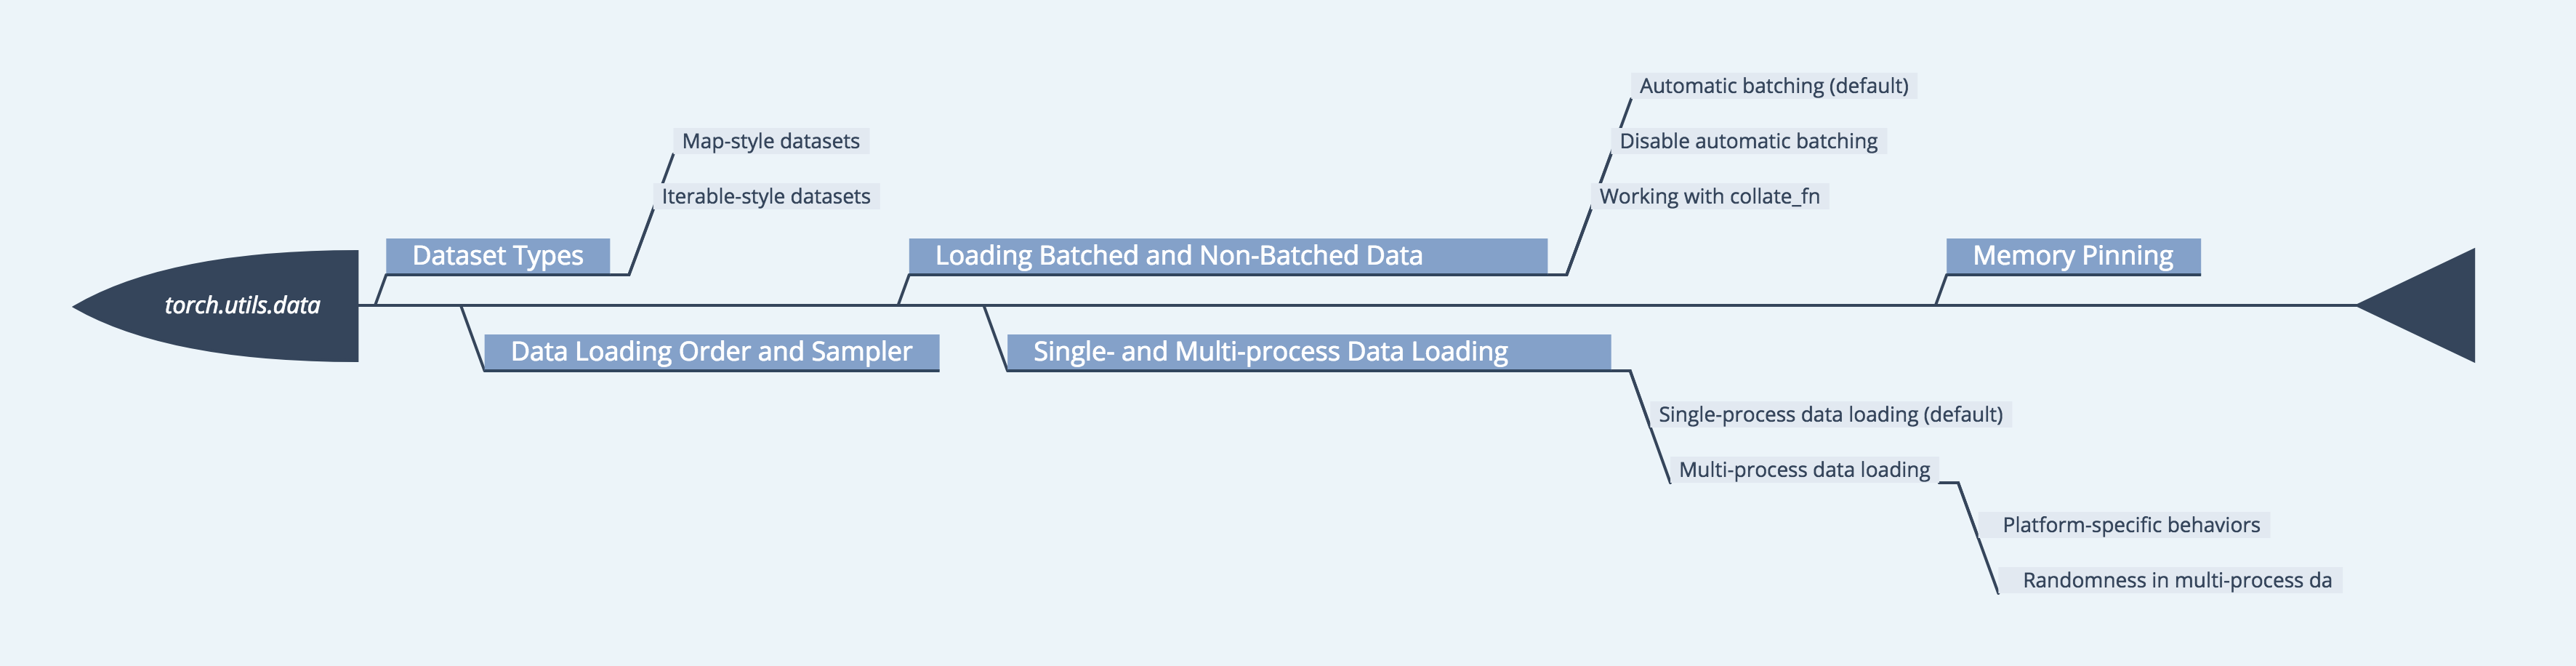 torch.utils.data
Dataset Types
Map-style datasets
Iterable-style datasets
Data Loading Order and Sampler
Loading Batched and Non-Batched Data
Automatic batching (default)
Disable automatic batching
Working with collate_fn
Single- and Multi-process Data Loading
Single-process data loading (default)
Multi-process data loading
Platform-specific behaviors
Randomness in multi-process da
Memory Pinning